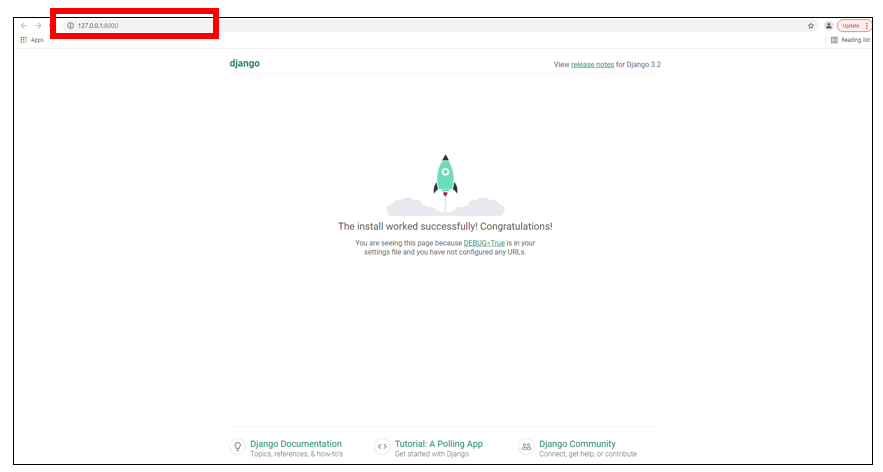 127.0.0.1:8000
Update
Apps
Reading list
django
View release notes for Django 3.2
The install worked successfully! Congratulations!
You are seeing this page because DEBUG=True is in your
settings file and you have not configured any URLs.
Django Documentation
Topics, references, & how-to's
Tutorial: A Polling App
Get started with Django
Django Community
Connect, get help, or contribute